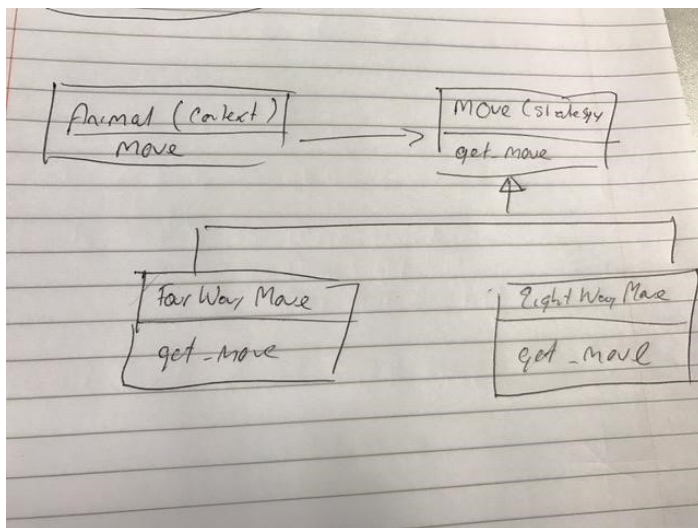 Animal (Context)
Move
Move (Strategy
get_move
Four Way Move
get_move
Eight Way Move
get_move